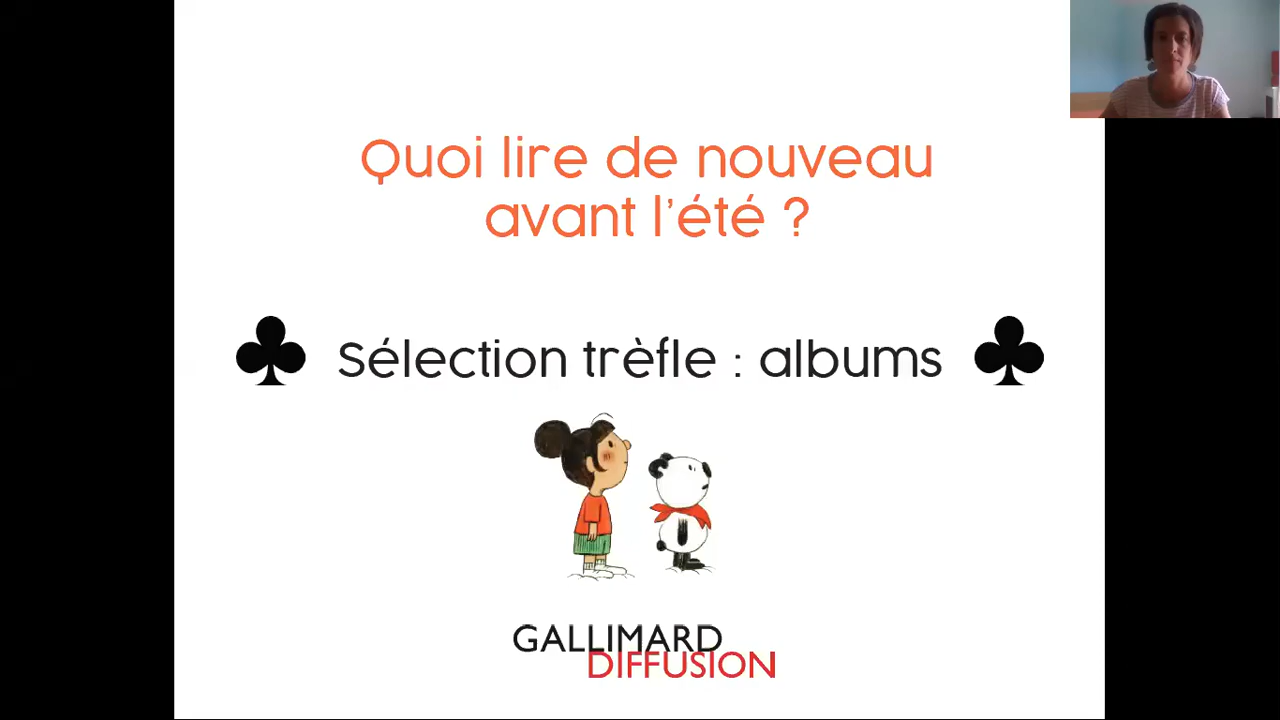 Quoi lire de nouveau
avant l'été ?
♣ Sélection trèfle : albums ♣
GALLIMARD
DIFFUSION